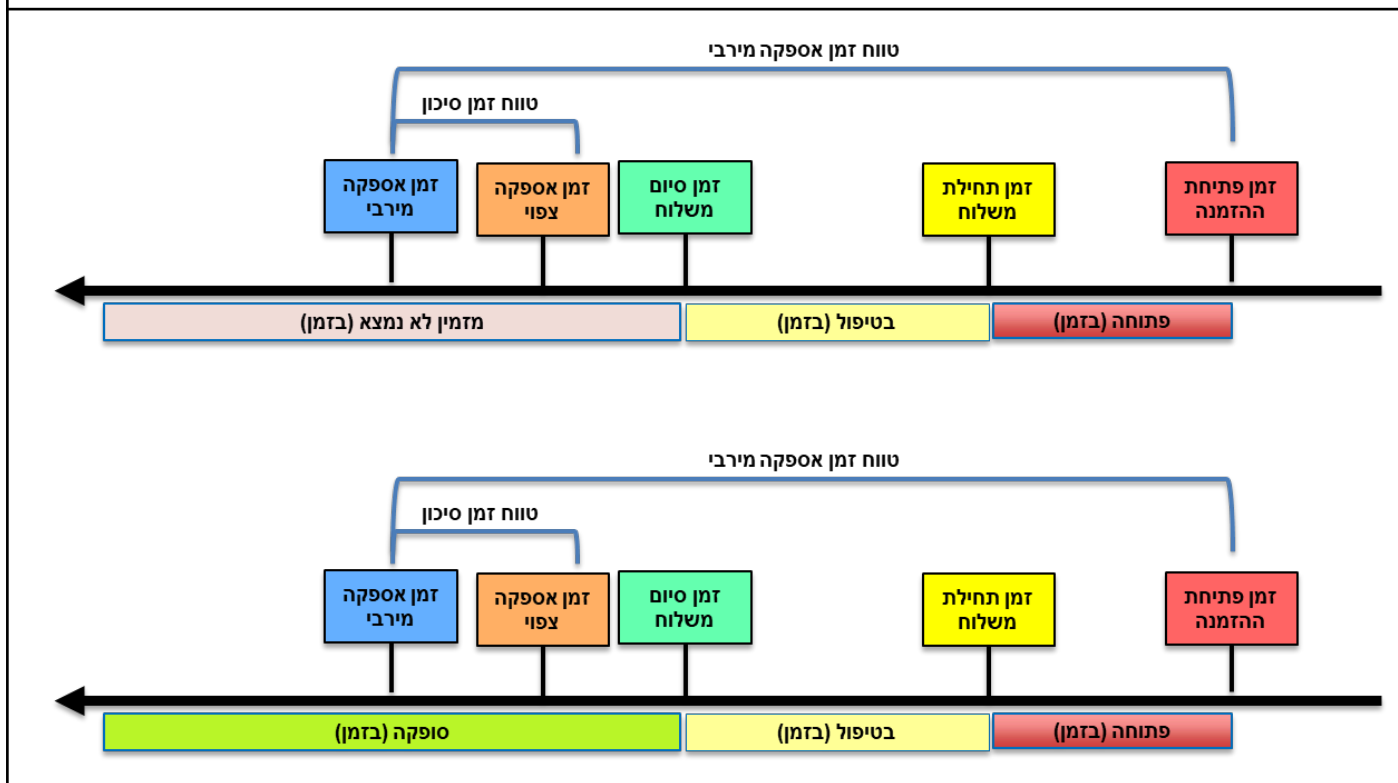 טווח זמן אספקה מירבי
טווח זמן סיכון
זמן פתיחת
ההזמנה
זמן תחילת
משלוח
זמן סיום
משלוח
זמן אספקה
צפוי
זמן אספקה
מירבי
פתוחה (בזמן)
בטיפול (בזמן)
מזמין לא נמצא (בזמן)
טווח זמן אספקה מירבי
טווח זמן סיכון
זמן פתיחת
ההזמנה
זמן תחילת
משלוח
זמן סיום
משלוח
זמן אספקה
צפוי
זמן אספקה
מירבי
פתוחה (בזמן)
בטיפול (בזמן)
סופקה (בזמן)